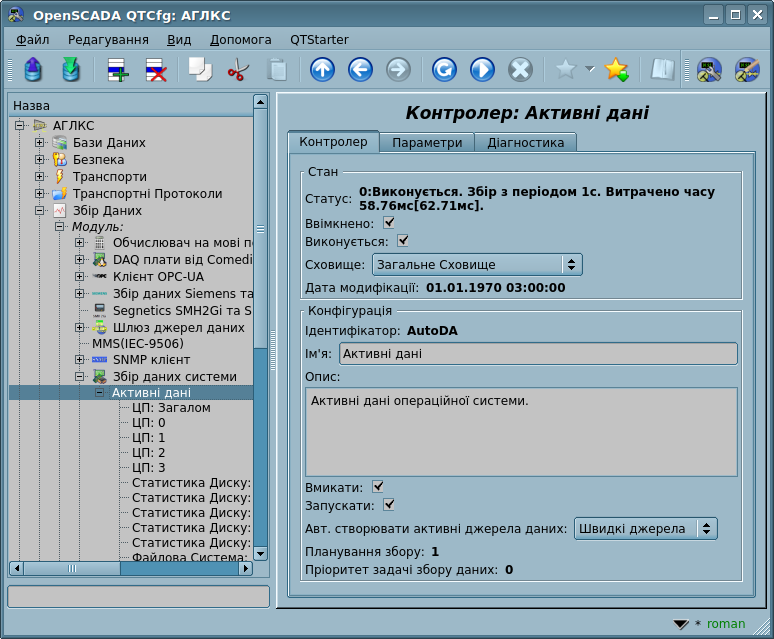 OpenSCADA QTCfg: АГЛКС
Файл Редагування Вид Допомога QTStarter
Назва
АГЛКС
Бази Даних
Безпека
Транспорти
Транспортні Протоколи
Збір Даних
Модуль:
Обчислювач на мові п
DAQ плати від Comedi
Клієнт OPC-UA
Збір даних Siemens та
Segnetics SMH2Gi та S
Шлюз джерел даних
MMS(IEC-9506)
SNMP клієнт
Збір даних системи
Активні дані
ЦП: Загалом
ЦП: 0
ЦП: 1
ЦП: 2
ЦП: 3
Статистика Диску:
Статистика Диску:
Статистика Диску:
Статистика Диску:
Статистика Диску:
Файлова Система:
Контролер: Активні дані
Контролер Параметри Діагностика
Стан
Статус: 0:Виконується. Збір з періодом 1с. Витрачено часу
58.76мс[62.71мс].
Ввімкнено:
Виконується:
Сховище: Загальне Сховище
Дата модифікації: 01.01.1970 03:00:00
Конфігурація
Ідентифікатор: AutoDA
Ім'я: Активні дані
Опис:
Активні дані операційної системи.
Вмикати:
Запускати:
Авт. створювати активні джерела даних: Швидкі джерела
Планування збору: 1
Пріоритет задачі збору даних: 0
* roman